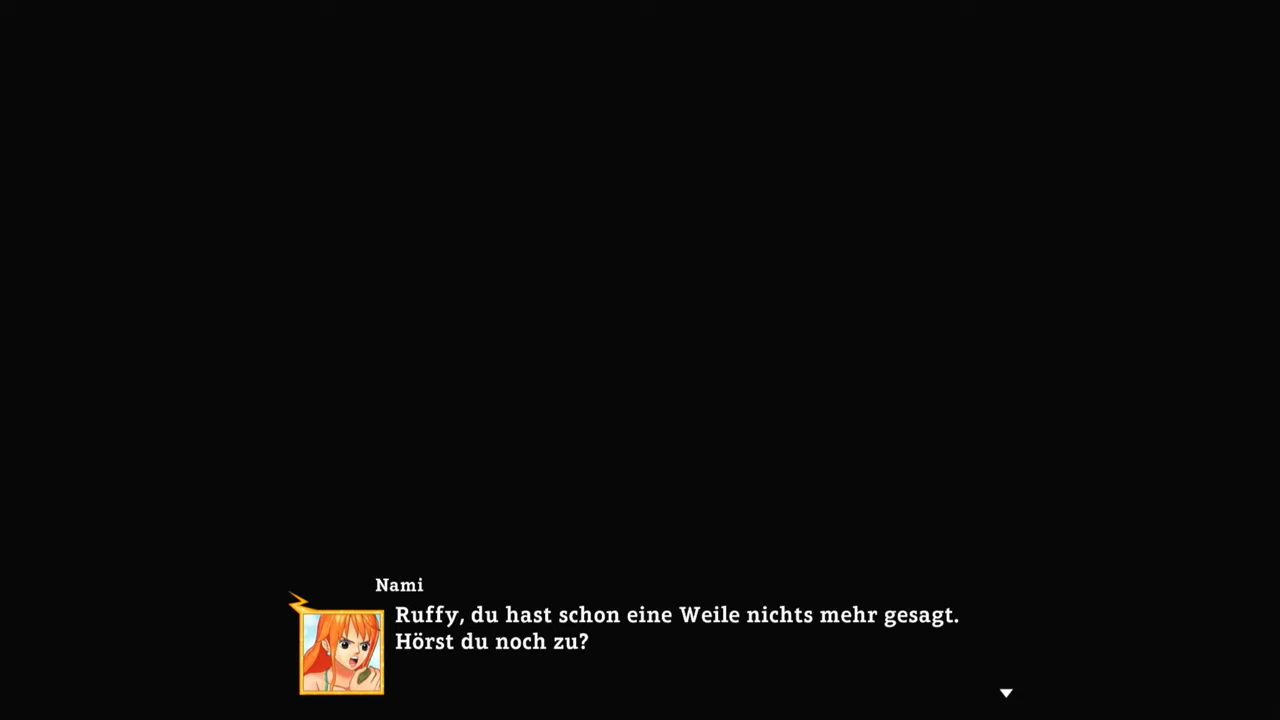 Nami
Ruffy, du hast schon eine Weile nichts mehr gesagt.
Hörst du noch zu?